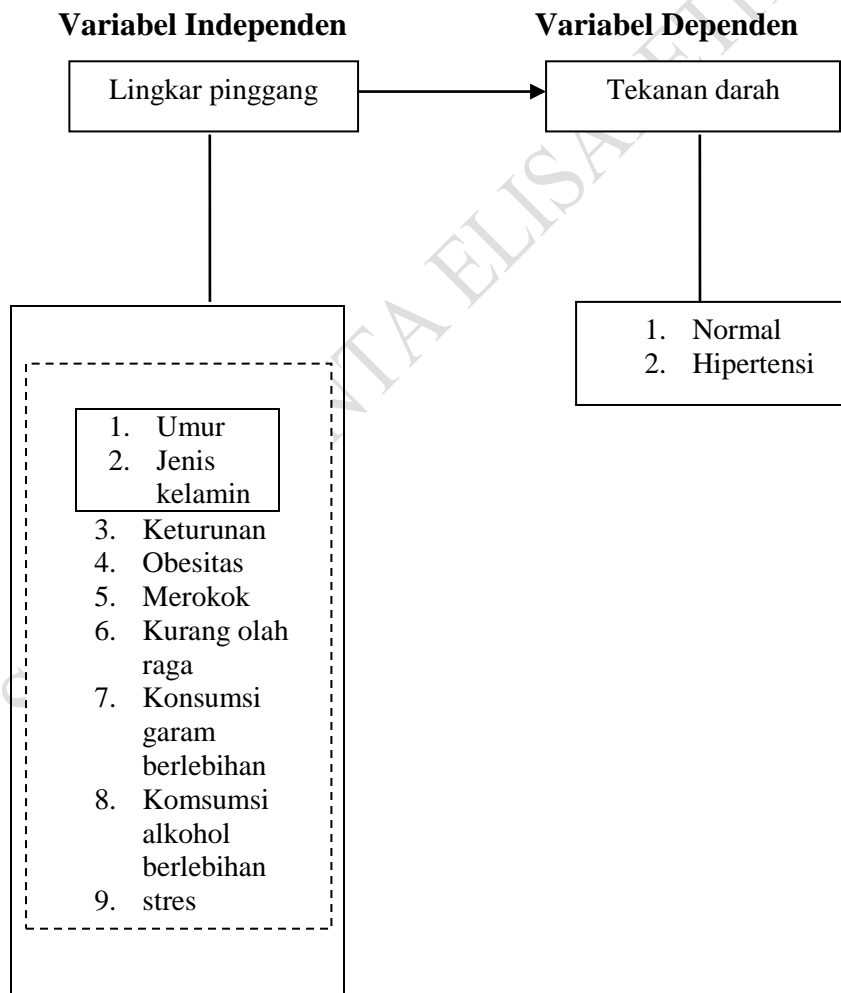 Variabel Independen
Variabel Dependen
Lingkar pinggang
Tekanan darah
1. Normal
2. Hipertensi
1. Umur
2. Jenis
kelamin
3. Keturunan
4. Obesitas
5. Merokok
6. Kurang olah
raga
7. Konsumsi
garam
berlebihan
8. Komsumsi
alkohol
berlebihan
9. stres